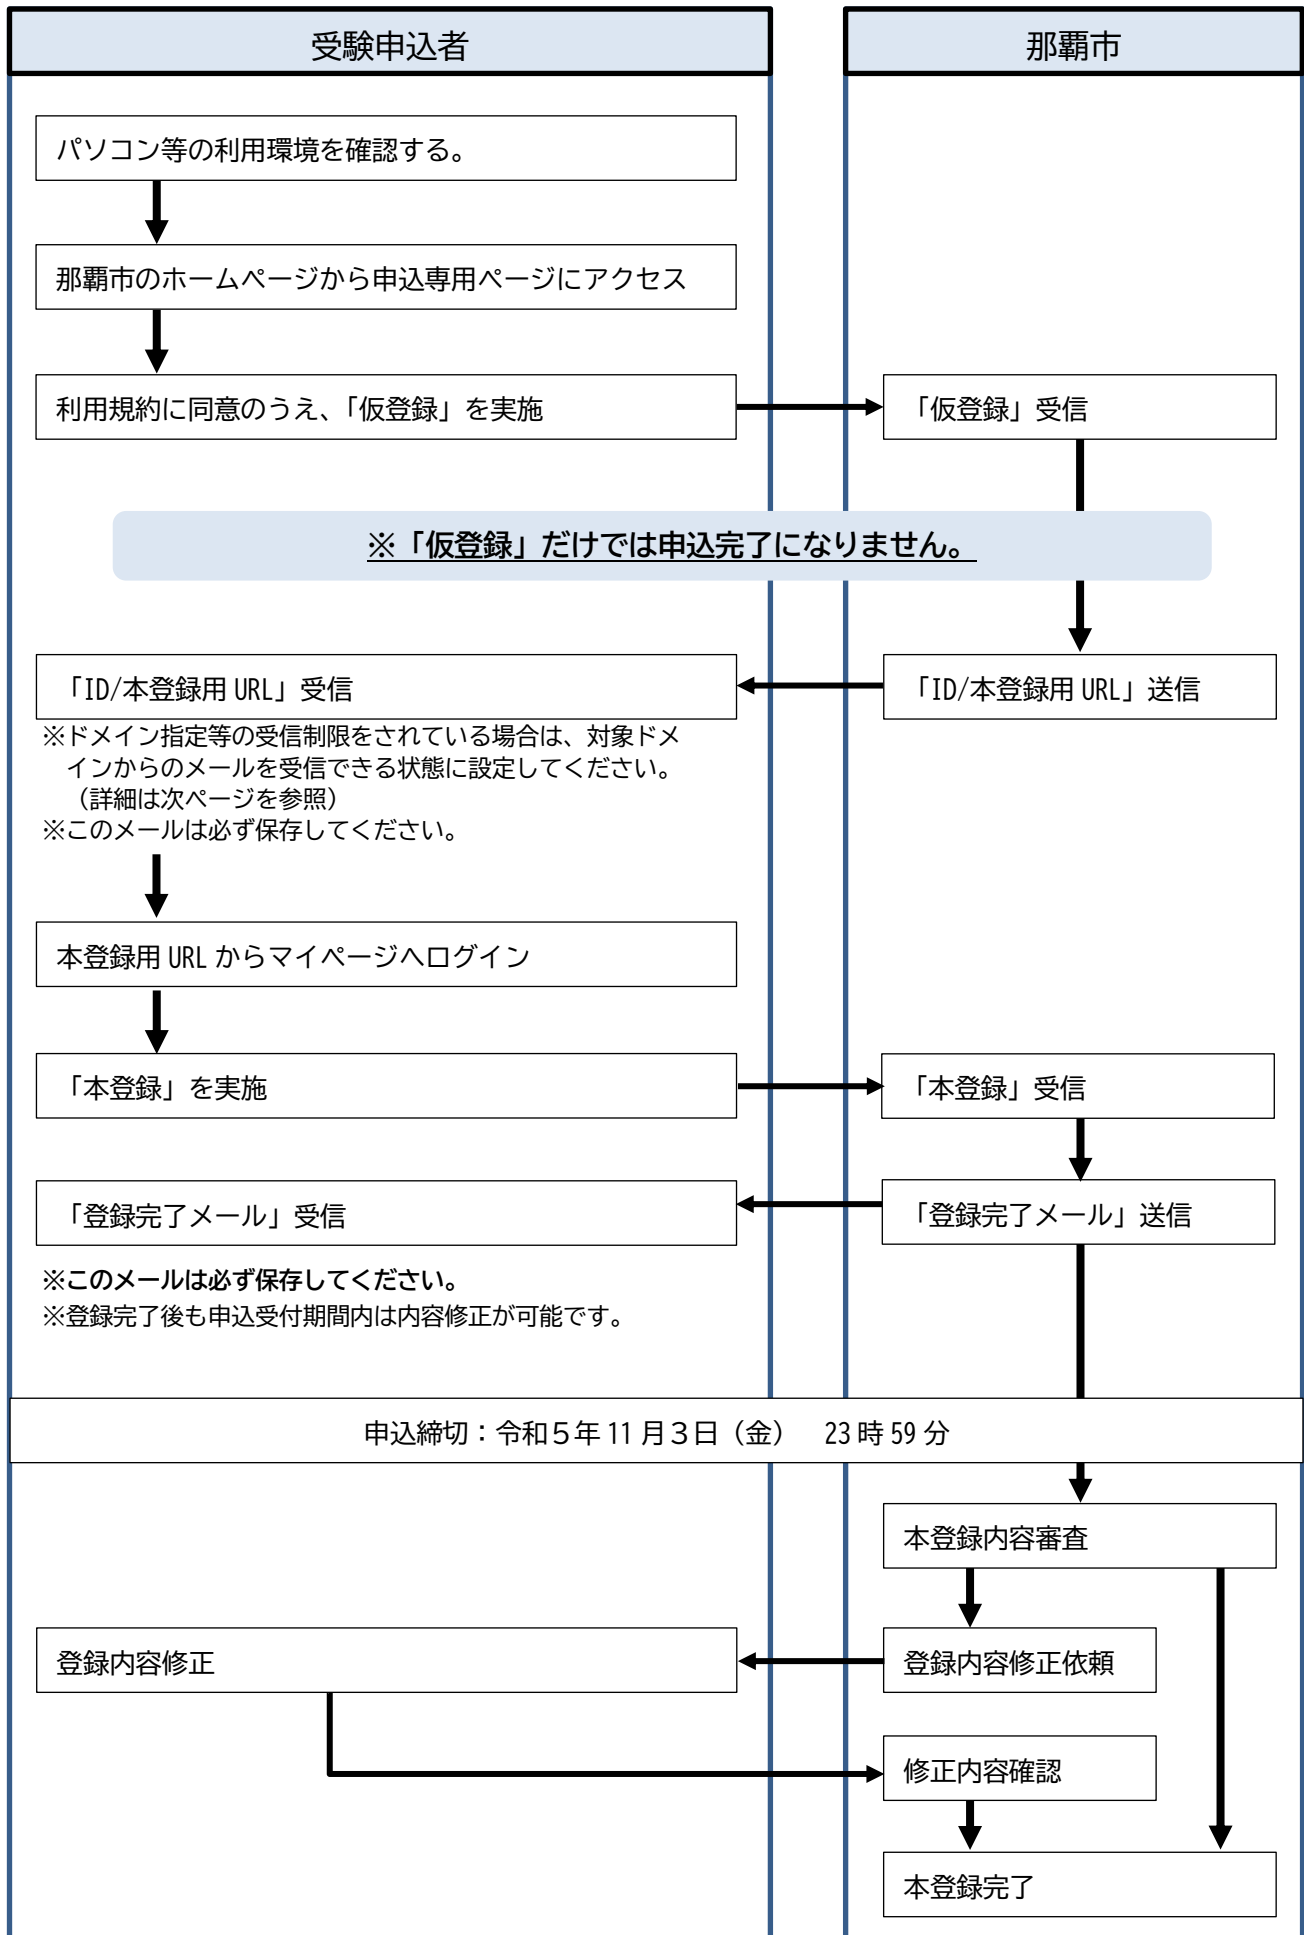 受験申込者
那覇市
パソコン等の利用環境を確認する。
那覇市のホームページから申込専用ページにアクセス
利用規約に同意のうえ、「仮登録」を実施
「仮登録」受信
※「仮登録」だけでは申込完了になりません。
「ID/本登録用 URL」受信
「ID/本登録用 URL」送信
※ドメイン指定等の受信制限をされている場合は、対象ドメ
インからのメールを受信できる状態に設定してください。
（詳細は次ページを参照）
※このメールは必ず保存してください。
本登録用 URL からマイページへログイン
「本登録」を実施
「本登録」受信
「登録完了メール」受信
「登録完了メール」送信
※このメールは必ず保存してください。
※登録完了後も申込受付期間内は内容修正が可能です。
申込締切：令和５年 11 月３日（金）　23 時 59 分
本登録内容審査
登録内容修正
登録内容修正依頼
修正内容確認
本登録完了